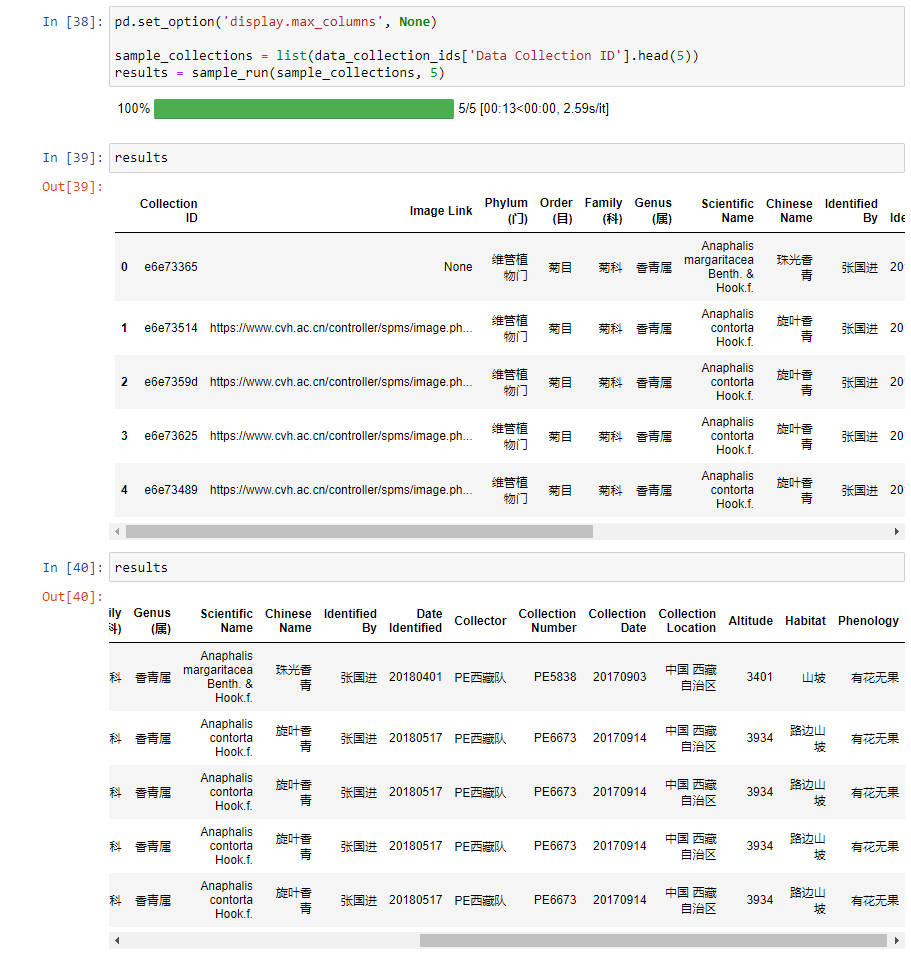 In [38]: pd.set_option('display.max_columns', None)
sample_collections = list(data_collection_ids['Data Collection ID'].head(5))
results = sample_run(sample_collections, 5)
100% 5/5 [00:13<00:00, 2.59s/it]
In [39]: results
Out[39]:
Collection ID Image Link Phylum (门) Order (目) Family (科) Genus (属) Scientific Name Chinese Name Identified By Ide
0 e6e73365 None 维管植物门 菊目 菊科 香青属 Anaphalis margaritacea Benth. & Hook.f. 珠光香青 张国进 20
1 e6e73514 https://www.cvh.ac.cn/controller/spms/image.ph... 维管植物门 菊目 菊科 香青属 Anaphalis contorta Hook.f. 旋叶香青 张国进 20
2 e6e7359d https://www.cvh.ac.cn/controller/spms/image.ph... 维管植物门 菊目 菊科 香青属 Anaphalis contorta Hook.f. 旋叶香青 张国进 20
3 e6e73625 https://www.cvh.ac.cn/controller/spms/image.ph... 维管植物门 菊目 菊科 香青属 Anaphalis contorta Hook.f. 旋叶香青 张国进 20
4 e6e73489 https://www.cvh.ac.cn/controller/spms/image.ph... 维管植物门 菊目 菊科 香青属 Anaphalis contorta Hook.f. 旋叶香青 张国进 20
In [40]: results
Out[40]:
ily 科) Genus (属) Scientific Name Chinese Name Identified By Date Identified Collector Collection Number Collection Date Collection Location Altitude Habitat Phenology
科 香青属 Anaphalis margaritacea Benth. & Hook.f. 珠光香青 张国进 20180401 PE西藏队 PE5838 20170903 中国 西藏自治区 3401 山坡 有花无果
科 香青属 Anaphalis contorta Hook.f. 旋叶香青 张国进 20180517 PE西藏队 PE6673 20170914 中国 西藏自治区 3934 路边山坡 有花无果
科 香青属 Anaphalis contorta Hook.f. 旋叶香青 张国进 20180517 PE西藏队 PE6673 20170914 中国 西藏自治区 3934 路边山坡 有花无果
科 香青属 Anaphalis contorta Hook.f. 旋叶香青 张国进 20180517 PE西藏队 PE6673 20170914 中国 西藏自治区 3934 路边山坡 有花无果
科 香青属 Anaphalis contorta Hook.f. 旋叶香青 张国进 20180517 PE西藏队 PE6673 20170914 中国 西藏自治区 3934 路边山坡 有花无果